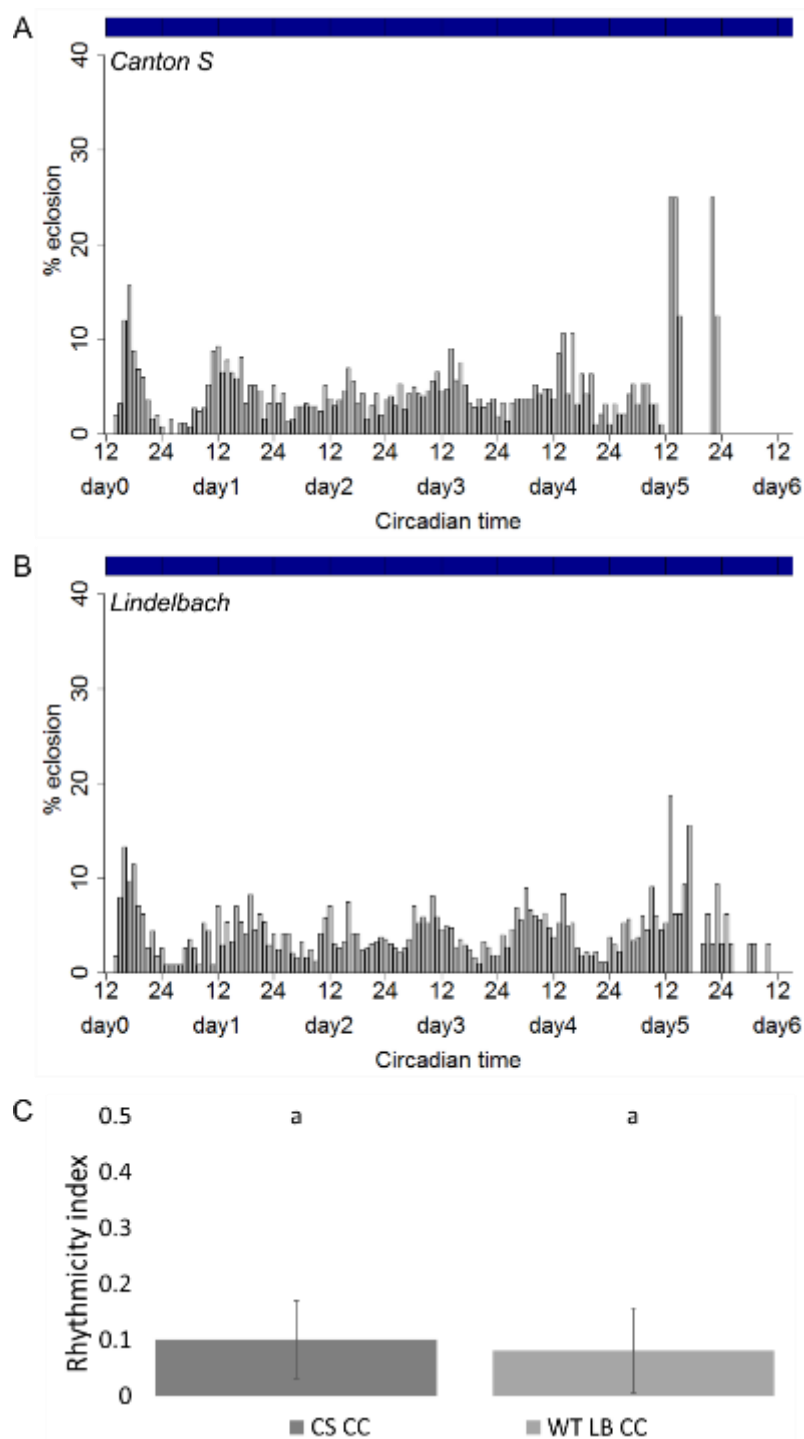 A
Canton S
40
30
20
10
0
% eclosion
12 24 12 24 12 24 12 24 12 24 12 24 12
day0 day1 day2 day3 day4 day5 day6
Circadian time
B
Lindelbach
40
30
20
10
0
% eclosion
12 24 12 24 12 24 12 24 12 24 12 24 12
day0 day1 day2 day3 day4 day5 day6
Circadian time
C
0.5
0.4
0.3
0.2
0.1
0
Rhythmicity index
a a
CS CC WT LB CC